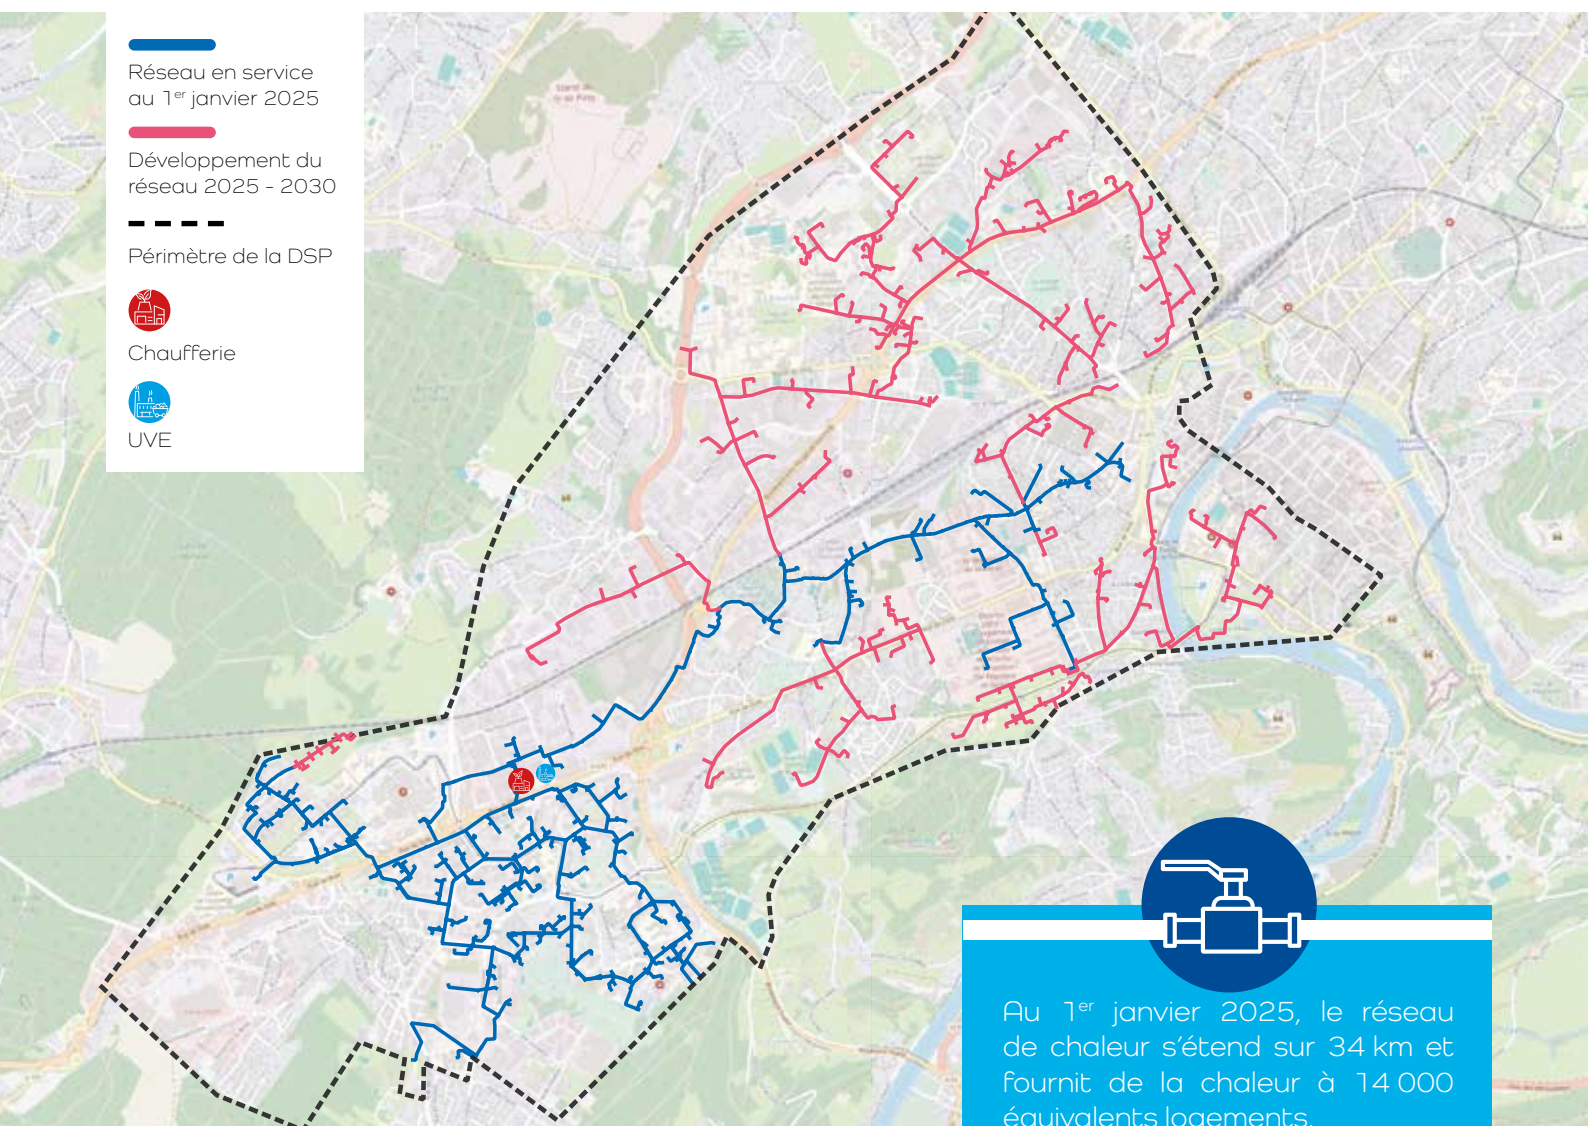 Réseau en service
au 1er janvier 2025
Développement du
réseau 2025 - 2030
Périmètre de la DSP
Chaufferie
UVE
Au 1er janvier 2025, le réseau
de chaleur s'étend sur 34 km et
fournit de la chaleur à 14 000
équivalents logements.